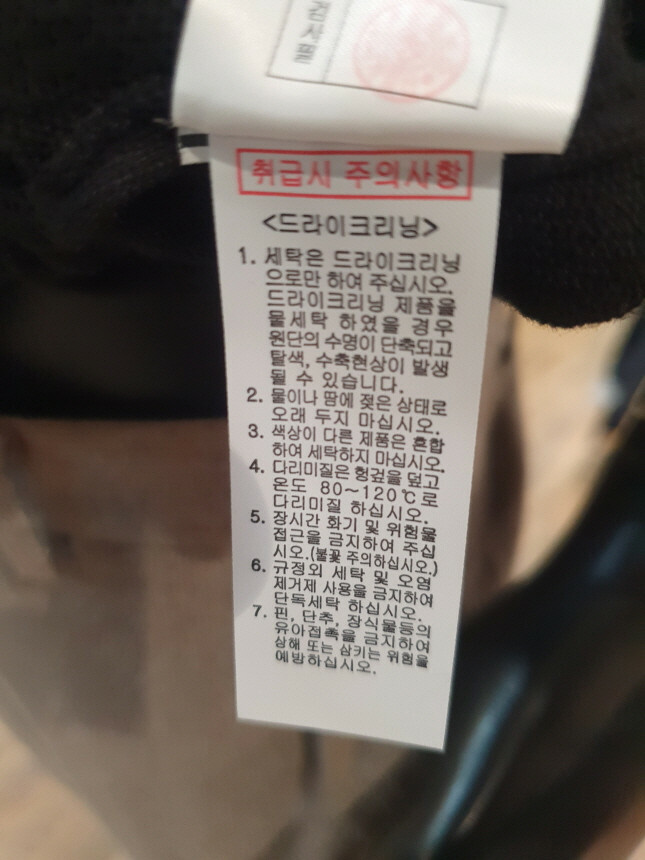 검사필
취급시 주의사항
<드라이크리닝>
1. 세탁은 드라이크리닝
으로만 하여 주십시오.
드라이크리닝 제품을
물세탁 하였을 경우
원단의 수명이 단축되고
탈색, 수축현상이 발생
될 수 있습니다.
2. 물이나 땀에 젖은 상태로
오래 두지 마십시오.
3. 색상이 다른 제품은 혼합
하여 세탁하지 마십시오.
4. 다리미질은 헝겊을 덮고
온도 80~120℃로
다리미질 하십시오.
5. 장시간 화기 및 위험물
접근을 금지하여 주십
시오.(불꽃 주의하십시오.)
6. 규정외 세탁 및 오염
제거제 사용을 금지하여
단독세탁 하십시오.
7. 핀, 단추, 장식물등의
유아접촉을 금지하여
상해 또는 삼키는 위험을
예방하십시오.